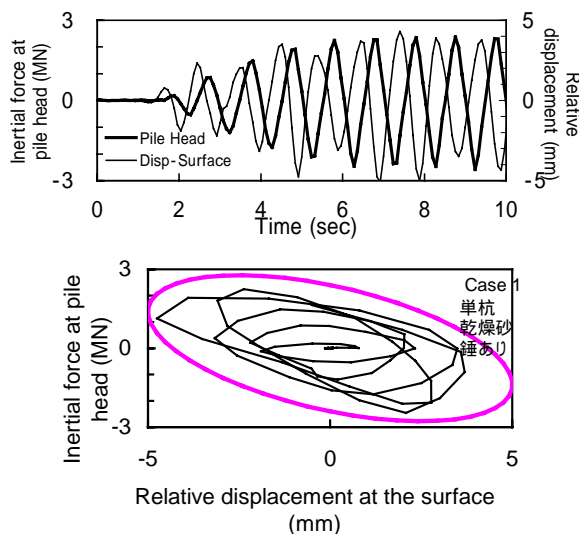 3
0
-3
Inertial force at
pile head (MN)
5
0
-5
Relative
displacement
(mm)
Pile Head
Disp-Surface
0 2 4 6 8 10
Time (sec)
3
0
-3
Inertial force at pile
head (MN)
Case 1
単杭
乾燥砂
錘あり
-5 0 5
Relative displacement at the surface
(mm)